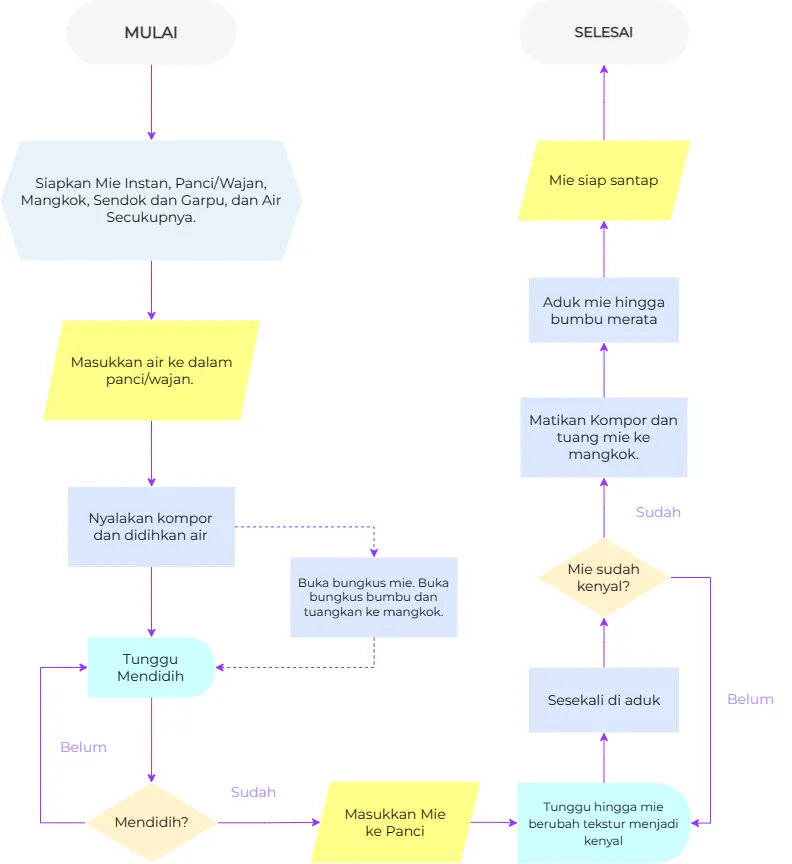 MULAI
Siapkan Mie Instan, Panci/Wajan,
Mangkok, Sendok dan Garpu, dan Air
Secukupnya.
Masukkan air ke dalam
panci/wajan.
Nyalakan kompor
dan didihkan air
Buka bungkus mie. Buka
bungkus bumbu dan
tuangkan ke mangkok.
Tunggu
Mendidih
Belum
Mendidih?
Sudah
Masukkan Mie
ke Panci
Tunggu hingga mie
berubah tekstur menjadi
kenyal
Sesekali di aduk
Belum
Mie sudah
kenyal?
Sudah
Matikan Kompor dan
tuang mie ke
mangkok.
Aduk mie hingga
bumbu merata
Mie siap santap
SELESAI